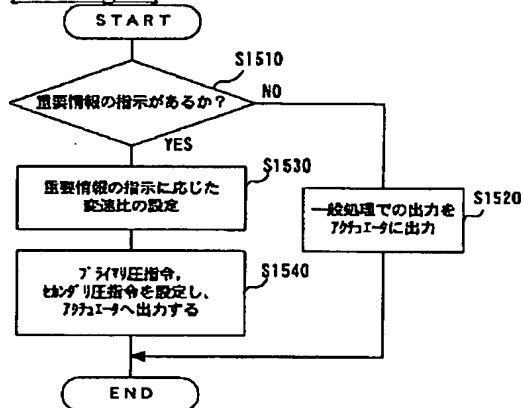 START
S1510
重要情報の指示があるか?
NO
YES
S1530
重要情報の指示に応じた
変速比の設定
S1520
一般処理での出力を
アクチュエータに出力
S1540
プライマリ圧指令,
セカンダリ圧指令を設定し、
アクチュエータへ出力する
END